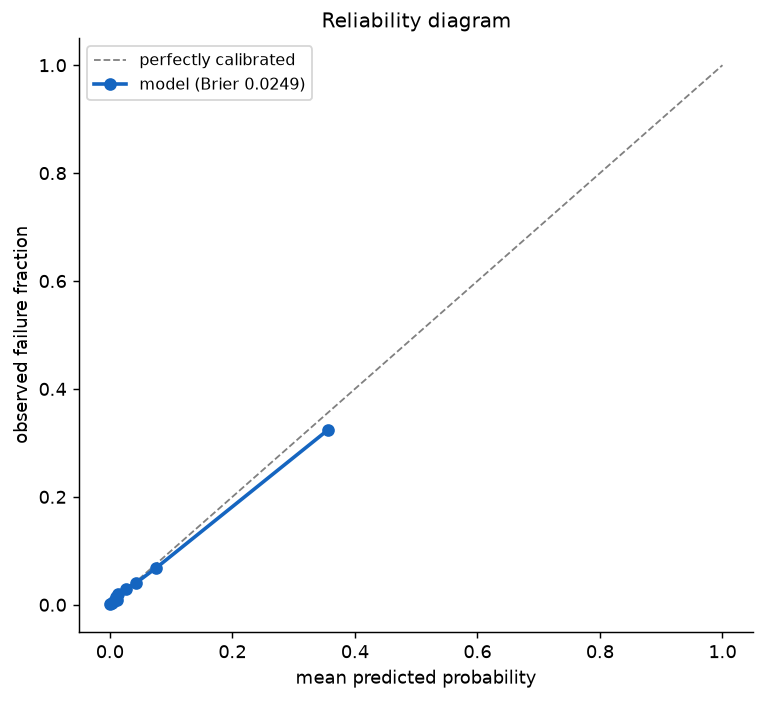 Reliability diagram
perfectly calibrated
model (Brier 0.0249)
1.0
0.8
0.6
0.4
0.2
0.0
observed failure fraction
0.0 0.2 0.4 0.6 0.8 1.0
mean predicted probability